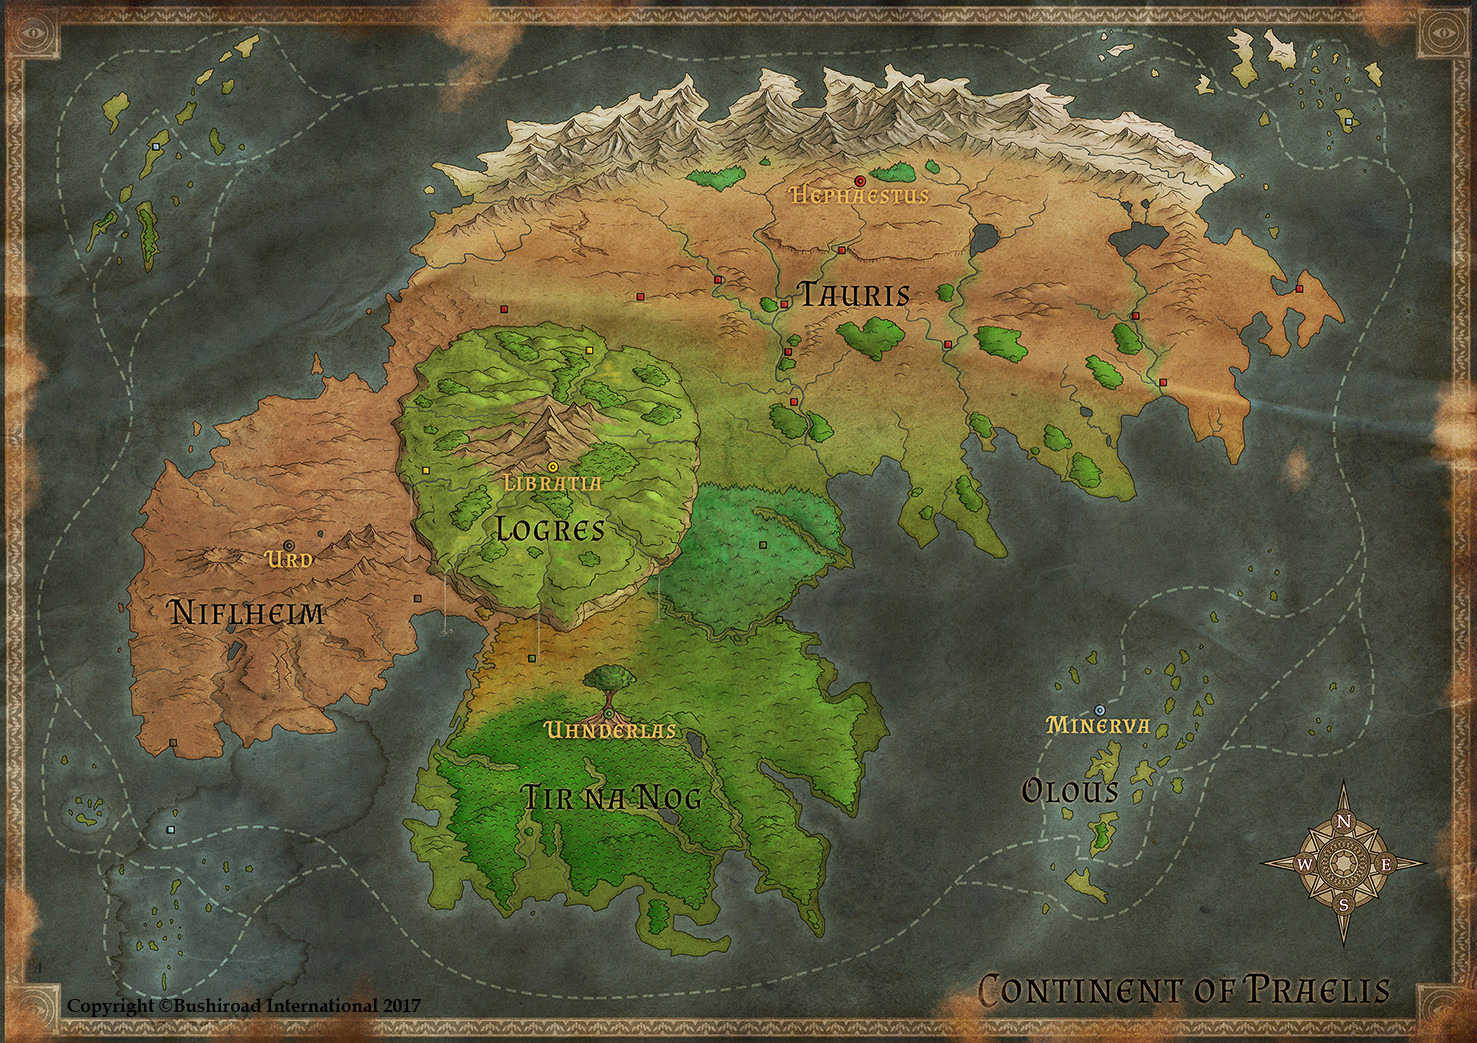 Hephaestus
Tauris
Libratia
Logres
Urd
Niflheim
Uhnderlas
Tir na Nog
Minerva
Olous
N
W E
S
Continent of Praelis
Copyright ©Bushiroad International 2017